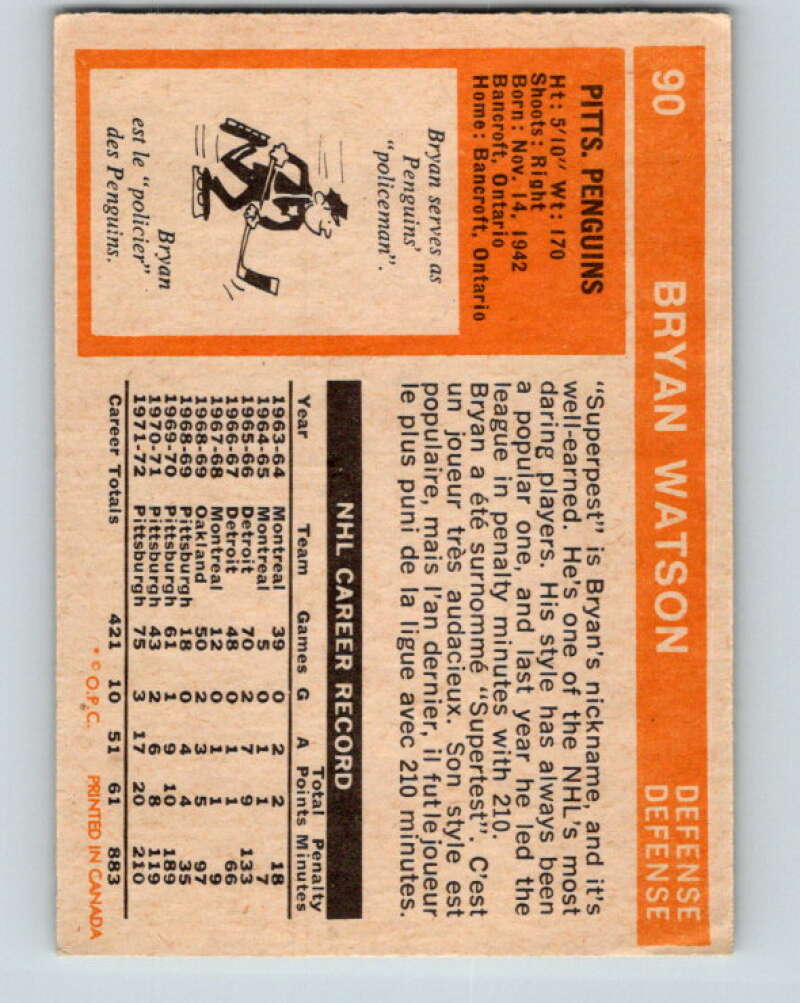 90 BRYAN WATSON DEFENSE
DEFENSE
PITTS. PENGUINS
Ht: 5'10" Wt: 170
Shoots: Right
Born: Nov. 14, 1942
Bancroft, Ontario
Home: Bancroft, Ontario
Bryan serves as
Penguins'
"policeman".
Bryan
est le "policier"
des Penguins.
"Superpest" is Bryan's nickname, and it's
well-earned. He's one of the NHL's most
daring players. His style has always been
a popular one, and last year he led the
league in penalty minutes with 210.
Bryan a été surnommé "Supertest". C'est
un joueur très audacieux. Son style est
populaire, mais l'an dernier, il fut le joueur
le plus puni de la ligue avec 210 minutes.
NHL CAREER RECORD
Total Penalty
Year Team Games G A Points Minutes
1963-64 Montreal 39 0 2 2 18
1964-65 Montreal 5 0 1 1 7
1965-66 Detroit 70 2 7 9 133
1966-67 Detroit 48 0 1 1 66
1967-68 Montreal 12 0 1 1 9
1968-69 Oakland 50 2 3 5 97
1968-69 Pittsburgh 18 0 4 4 35
1969-70 Pittsburgh 61 1 9 10 189
1970-71 Pittsburgh 43 2 6 8 119
1971-72 Pittsburgh 75 3 17 20 210
Career Totals 421 10 51 61 883
* © O.P.C. PRINTED IN CANADA